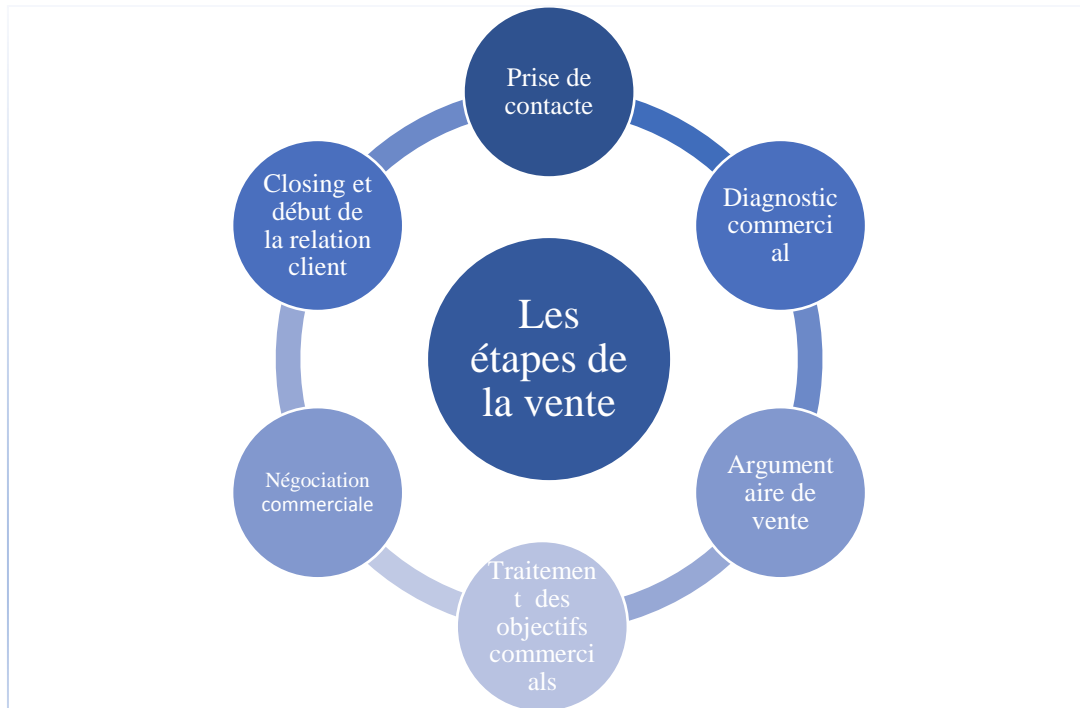 Prise de
contacte
Diagnostic
commerci
al
Argument
aire de
vente
Traitemen
t des
objectifs
commerci
als
Négociation
commerciale
Closing et
début de
la relation
client
Les
étapes de
la vente